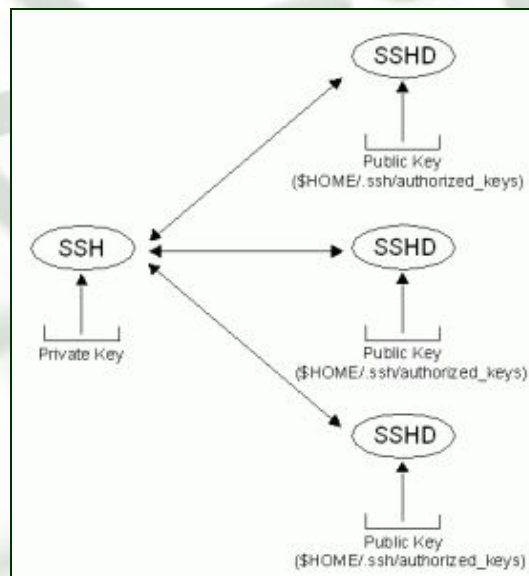 SSHD
Public Key
($HOME/.ssh/authorized_keys)
SSH
Private Key
SSHD
Public Key
($HOME/.ssh/authorized_keys)
SSHD
Public Key
($HOME/.ssh/authorized_keys)